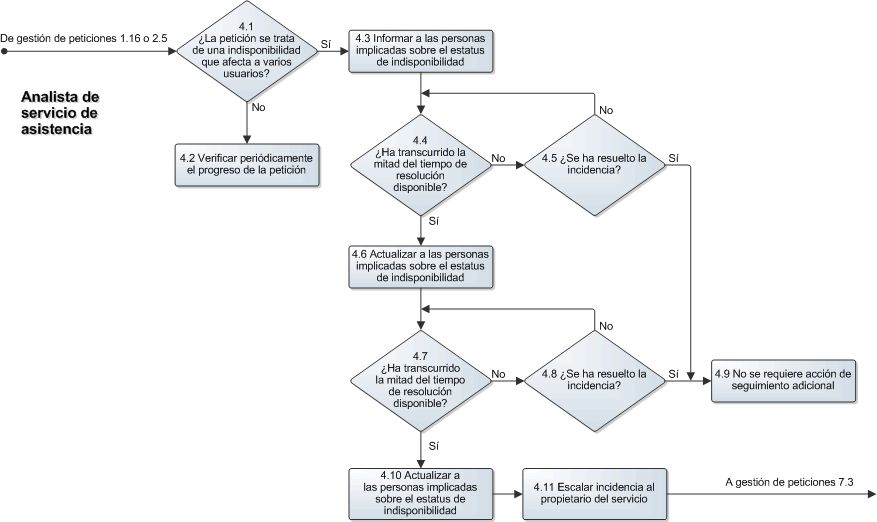 De gestión de peticiones 1.16 o 2.5
4.1
¿La petición se trata
de una indisponibilidad
que afecta a varios
usuarios?
Sí
4.3 Informar a las personas
implicadas sobre el estatus
de indisponibilidad
Analista de
servicio de
asistencia
No
4.2 Verificar periódicamente
el progreso de la petición
4.4
¿Ha transcurrido la
mitad del tiempo de
resolución
disponible?
No
4.5 ¿Se ha resuelto la
incidencia?
No
Sí
Sí
4.6 Actualizar a las personas
implicadas sobre el estatus
de indisponibilidad
4.7
¿Ha transcurrido
la mitad del tiempo
de resolución
disponible?
No
4.8 ¿Se ha resuelto la
incidencia?
No
Sí
4.9 No se requiere acción de
seguimiento adicional
Sí
4.10 Actualizar a
las personas implicadas
sobre el estatus de
indisponibilidad
4.11 Escalar incidencia al
propietario del servicio
A gestión de peticiones 7.3